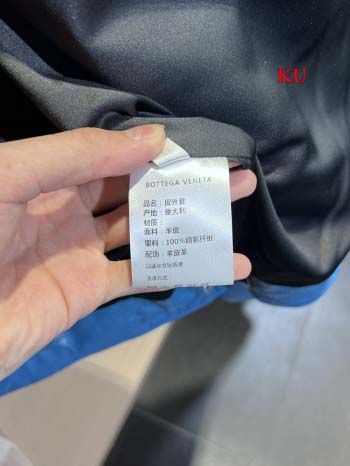 KU
BOTTEGA VENETA
品名：皮外套
产地：意大利
材质：
面料：羊皮
里料：100%铜氨纤维
配饰：羊皮革